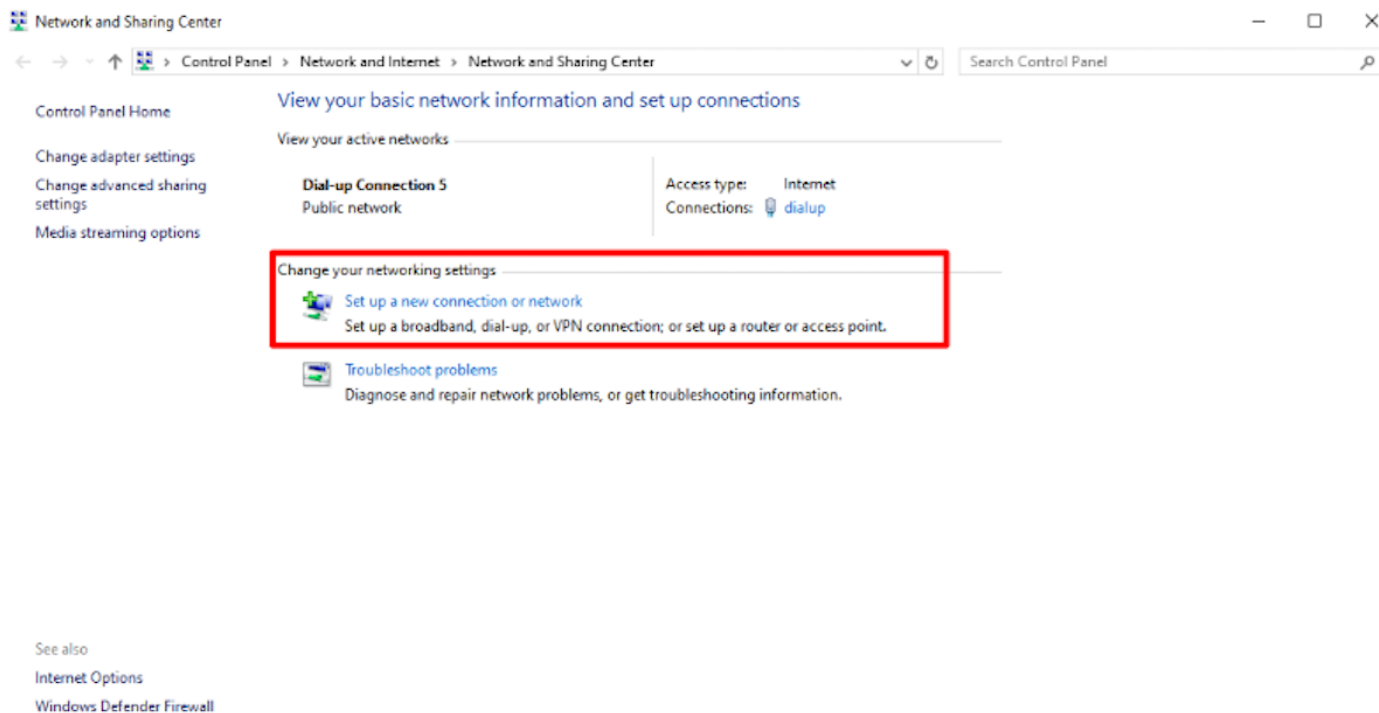 Network and Sharing Center
Control Panel > Network and Internet > Network and Sharing Center
Search Control Panel
Control Panel Home
Change adapter settings
Change advanced sharing
settings
Media streaming options
View your basic network information and set up connections
View your active networks
Dial-up Connection 5
Public network
Access type: Internet
Connections: dialup
Change your networking settings
Set up a new connection or network
Set up a broadband, dial-up, or VPN connection; or set up a router or access point.
Troubleshoot problems
Diagnose and repair network problems, or get troubleshooting information.
See also
Internet Options
Windows Defender Firewall